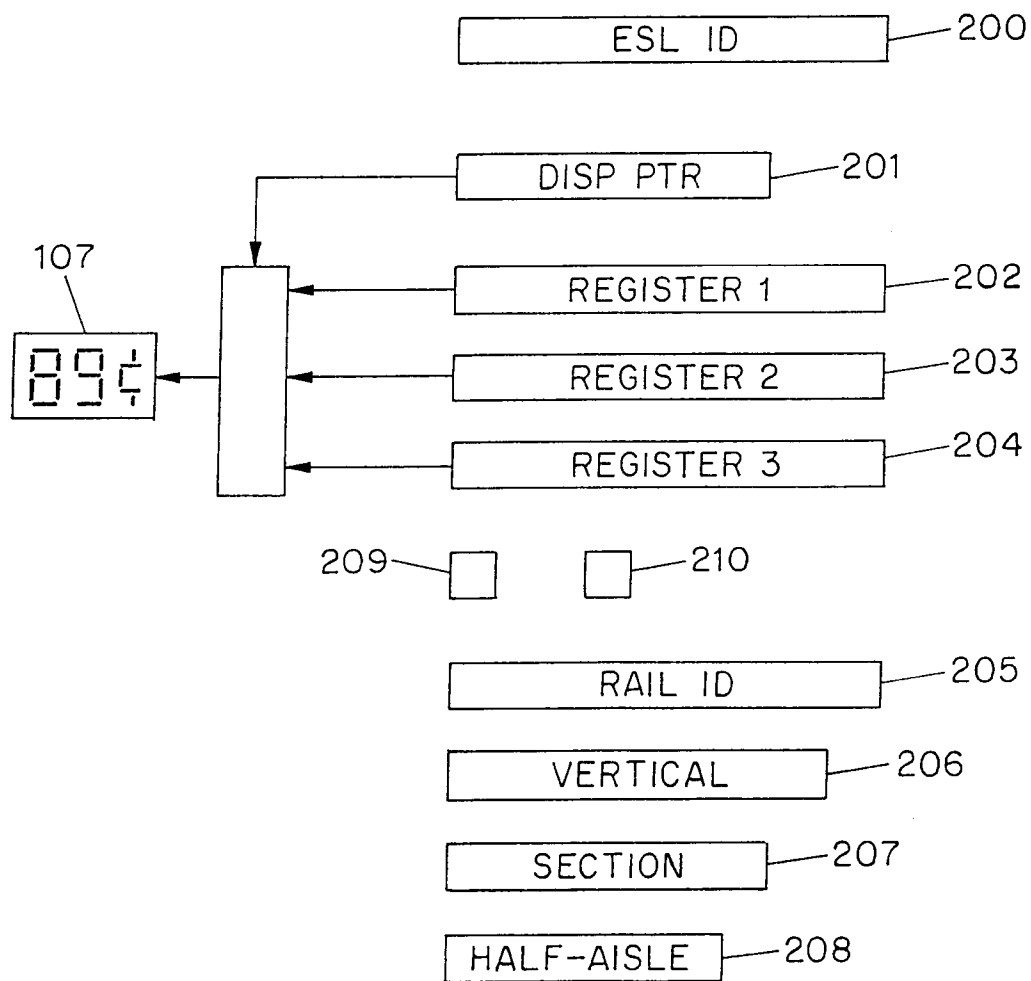 ESL ID 200
DISP PTR 201
107
REGISTER 1 202
89¢
REGISTER 2 203
REGISTER 3 204
209 210
RAIL ID 205
VERTICAL 206
SECTION 207
HALF-AISLE 208